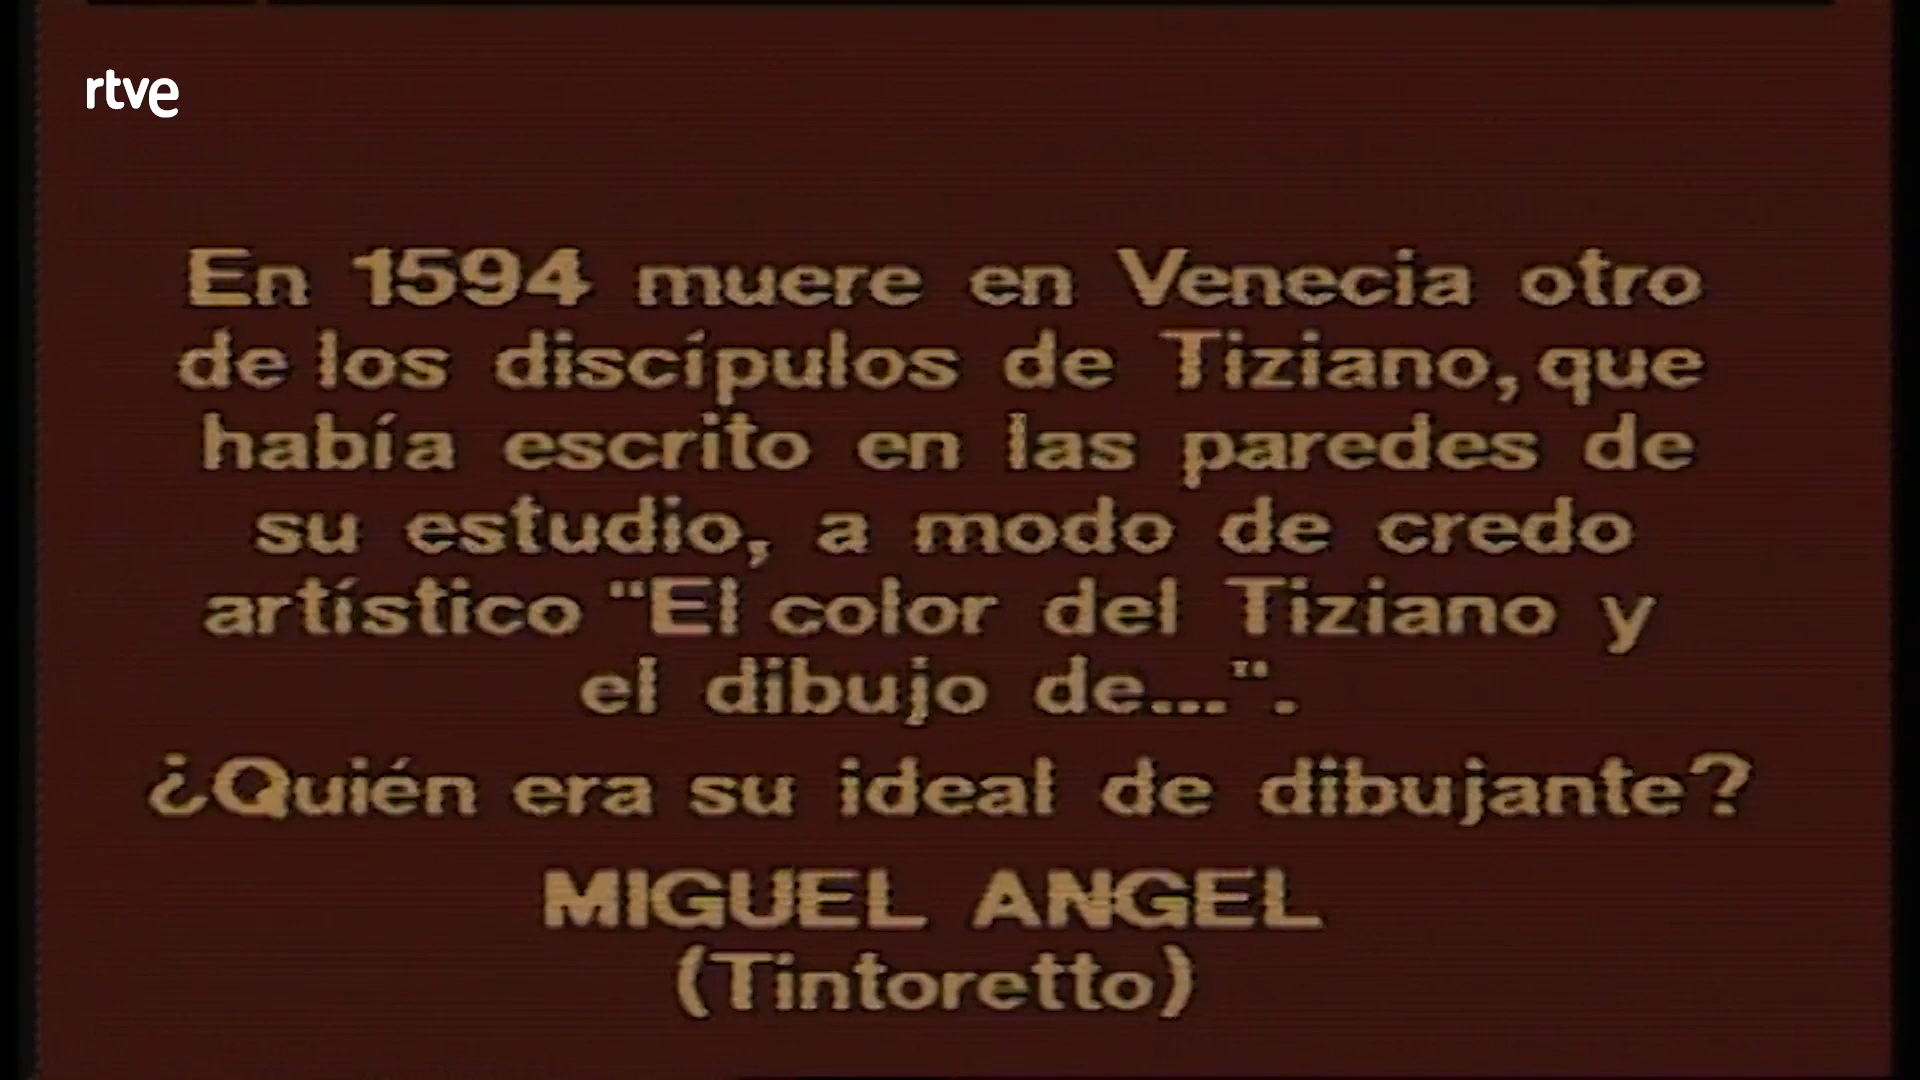 rtve
En 1594 muere en Venecia otro
de los discípulos de Tiziano, que
había escrito en las paredes de
su estudio, a modo de credo
artístico "El color del Tiziano y
el dibujo de...".
¿Quién era su ideal de dibujante?
MIGUEL ANGEL
(Tintoretto)